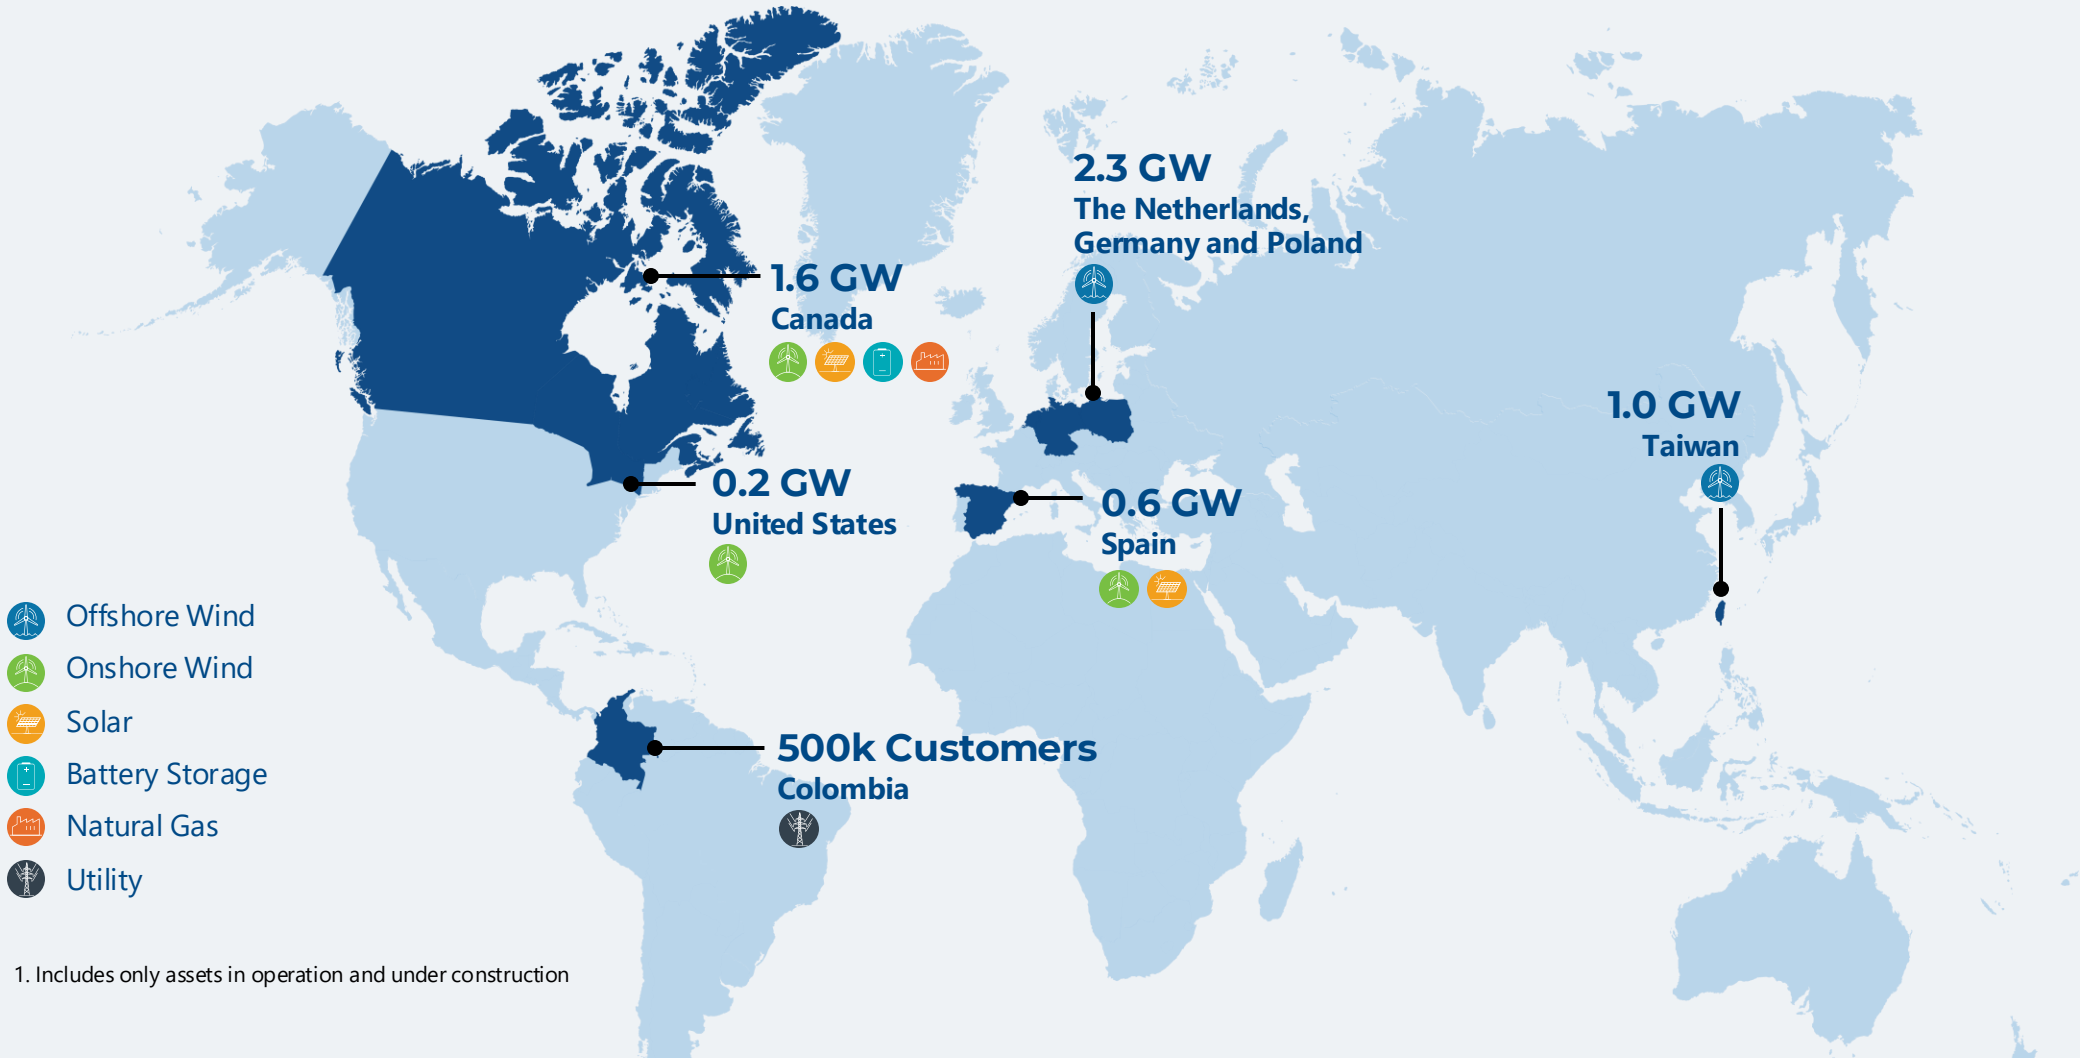 2.3 GW
The Netherlands,
Germany and Poland
1.6 GW
Canada
1.0 GW
Taiwan
0.2 GW
United States
0.6 GW
Spain
500k Customers
Colombia
Offshore Wind
Onshore Wind
Solar
Battery Storage
Natural Gas
Utility
1. Includes only assets in operation and under construction